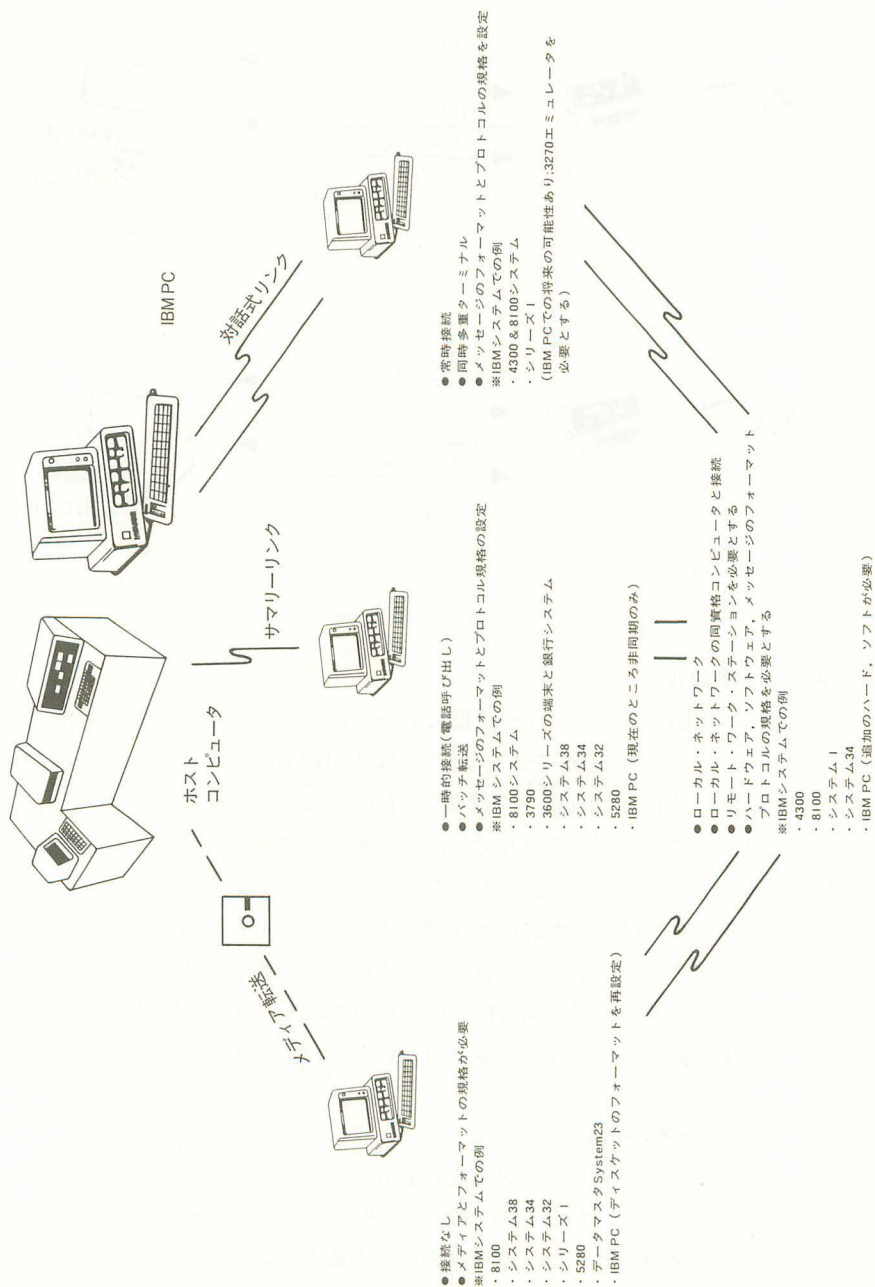 IBM PC
ホスト
コンピュータ
メディア転送
サマリーリンク
対話式リンク
●接続なし
●メディアとフォーマットの規格が必要
※IBMシステムでの例
・8100
・システム38
・システム34
・システム32
・シリーズ1
・5280
・データマスタSystem23
・IBM PC（ディスケットのフォーマットを再設定）
●一時的接続(電話呼び出し)
●バッチ転送
●メッセージのフォーマットとプロトコル規格の設定
※IBMシステムでの例
・8100システム
・3790
・3600シリーズの端末と銀行システム
・システム38
・システム34
・システム32
・5280
・IBM PC（現在のところ非同期のみ）
●常時接続
●同時多重ターミナル
●メッセージのフォーマットとプロトコルの規格を設定
※IBMシステムでの例
・4300＆8100システム
・シリーズ1
(IBM PCでの将来の可能性あり;3270エミュレータを
必要とする)
●ローカル・ネットワーク
●ローカル・ネットワークの同資格コンピュータと接続
●リモート・ワーク・ステーションを必要とする
●ハードウェア，ソフトウェア，メッセージのフォーマット
プロトコルの規格を必要とする
※IBMシステムでの例
・4300
・8100
・システム1
・システム34
・IBM PC（追加のハード，ソフトが必要）